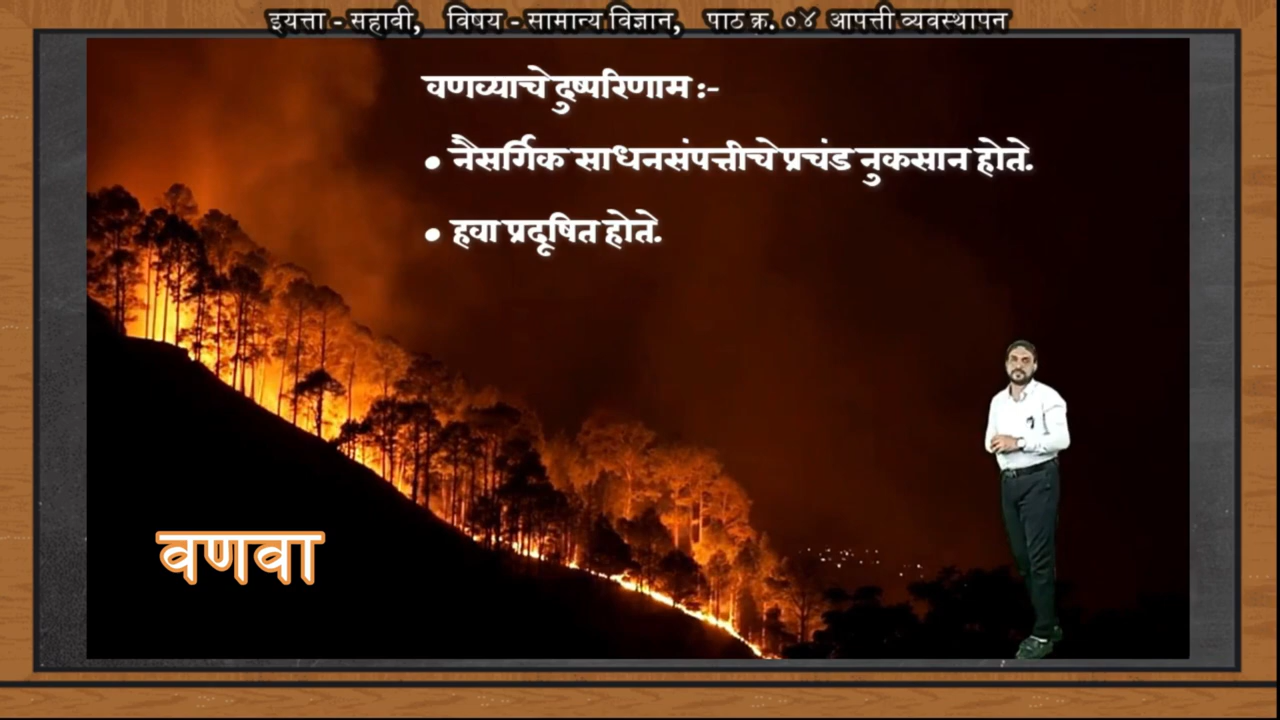 इयत्ता - सहावी, विषय - सामान्य विज्ञान, पाठ क्र. ०४ आपत्ती व्यवस्थापन
वणव्याचे दुष्परिणाम :-
• नैसर्गिक साधनसंपत्तीचे प्रचंड नुकसान होते.
• हवा प्रदूषित होते.
वणवा